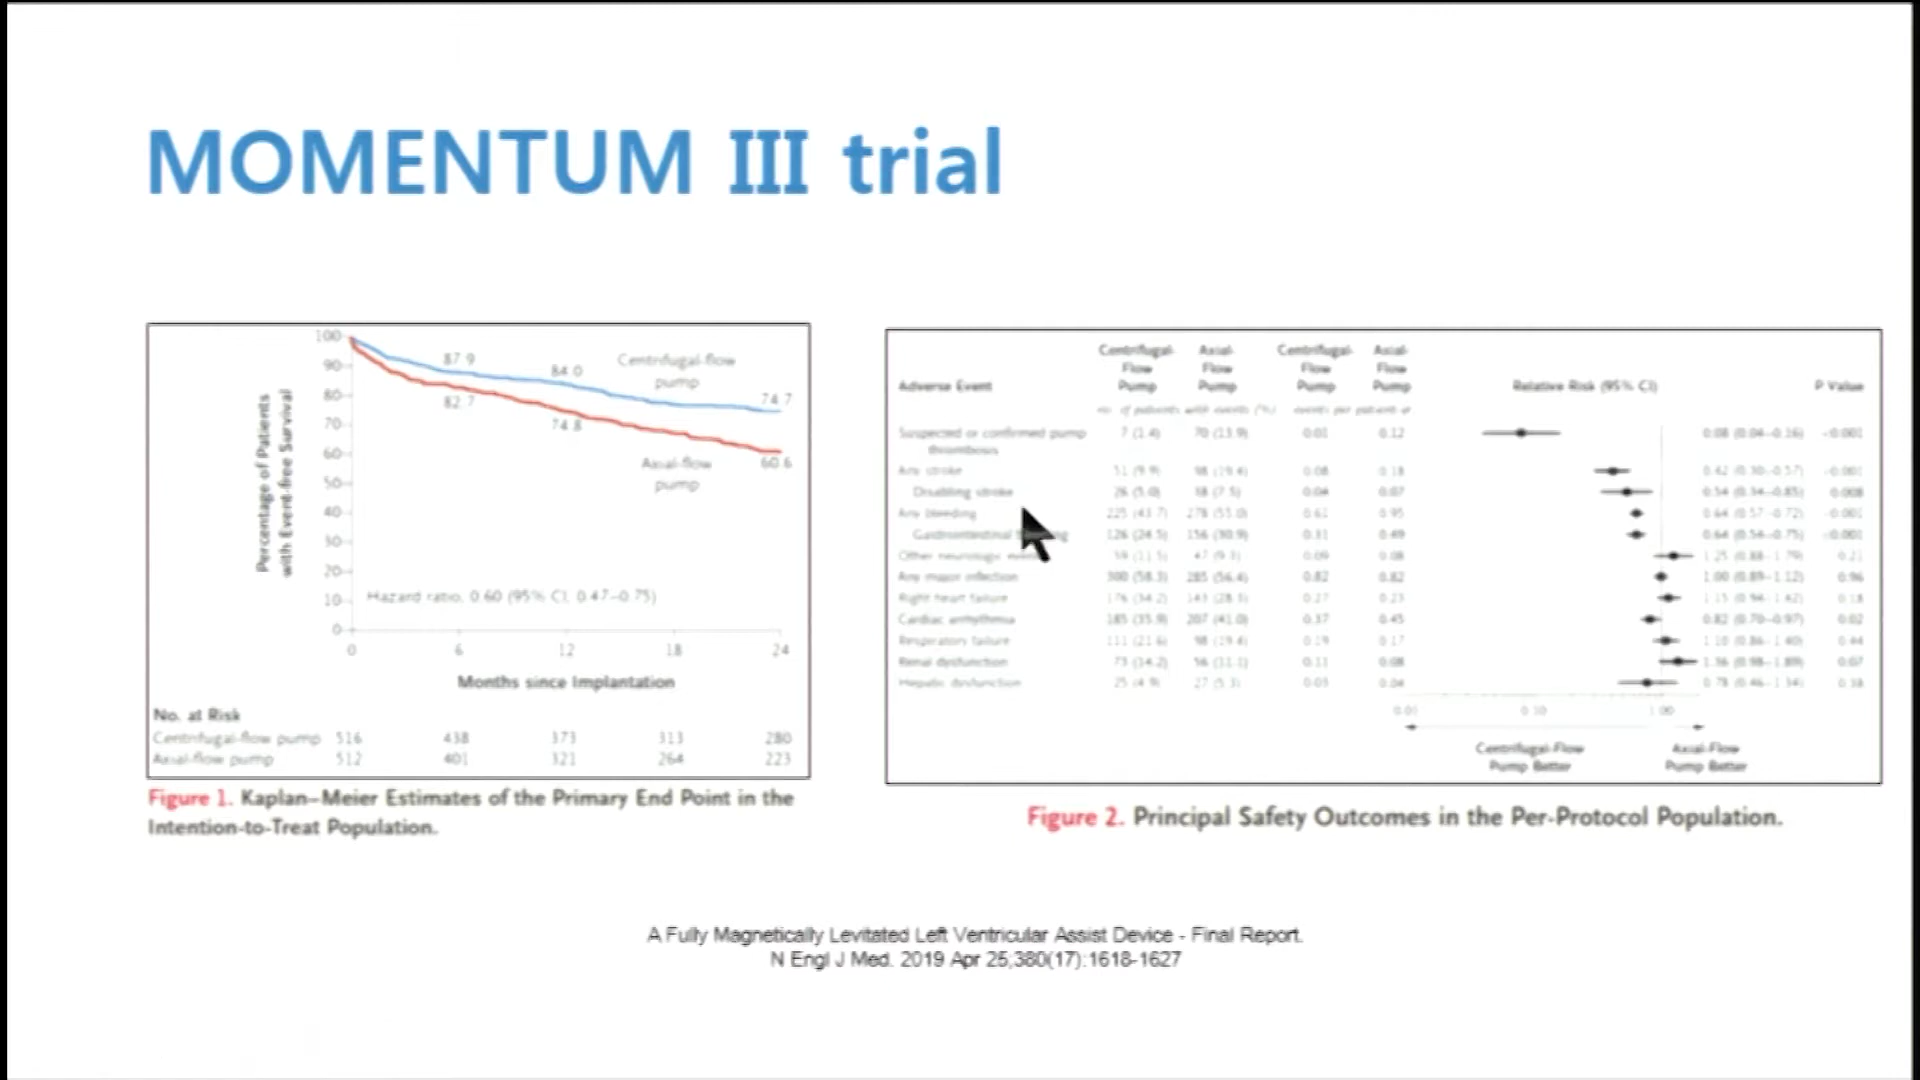 MOMENTUM III trial
100
90
80
70
60
50
40
30
20
10
0
Percentage of Patients
with Event-free Survival
87.9
84.0
Centrifugal-flow
pump
74.7
82.7
74.8
Axial-flow
pump
60.6
Hazard ratio, 0.60 (95% CI, 0.47–0.75)
0 6 12 18 24
Months since Implantation
No. at Risk
Centrifugal-flow pump 516 438 373 313 280
Axial-flow pump 512 401 321 264 223
Figure 1. Kaplan–Meier Estimates of the Primary End Point in the
Intention-to-Treat Population.
Centrifugal- Axial- Centrifugal- Axial-
Flow Flow Flow Flow
Adverse Event Pump Pump Pump Pump Relative Risk (95% CI) P Value
no. of patients with events (%) events per patient-yr
Suspected or confirmed pump 7 (1.4) 70 (13.9) 0.01 0.12 0.08 (0.04–0.16) <0.001
thrombosis
Any stroke 51 (9.9) 98 (19.4) 0.08 0.18 0.42 (0.30–0.57) <0.001
Disabling stroke 26 (5.0) 38 (7.5) 0.04 0.07 0.54 (0.34–0.85) 0.008
Any bleeding 225 (43.7) 278 (55.0) 0.61 0.95 0.64 (0.57–0.72) <0.001
Gastrointestinal 126 (24.5) 156 (30.9) 0.31 0.49 0.64 (0.54–0.75) <0.001
Other neurologic 59 (11.5) 47 (9.3) 0.09 0.08 1.25 (0.88–1.79) 0.21
Any major infection 300 (58.3) 285 (56.4) 0.82 0.82 1.00 (0.89–1.12) 0.96
Right heart failure 176 (34.2) 143 (28.3) 0.27 0.23 1.15 (0.94–1.42) 0.18
Cardiac arrhythmia 185 (35.9) 207 (41.0) 0.37 0.45 0.82 (0.70–0.97) 0.02
Respiratory failure 111 (21.6) 98 (19.4) 0.19 0.17 1.10 (0.86–1.40) 0.44
Renal dysfunction 73 (14.2) 56 (11.1) 0.11 0.08 1.36 (0.98–1.89) 0.07
Hepatic dysfunction 25 (4.9) 27 (5.3) 0.03 0.04 0.78 (0.46–1.34) 0.38
0.01 0.10 1.00
Centrifugal-Flow Axial-Flow
Pump Better Pump Better
Figure 2. Principal Safety Outcomes in the Per-Protocol Population.
A Fully Magnetically Levitated Left Ventricular Assist Device - Final Report.
N Engl J Med. 2019 Apr 25;380(17):1618-1627